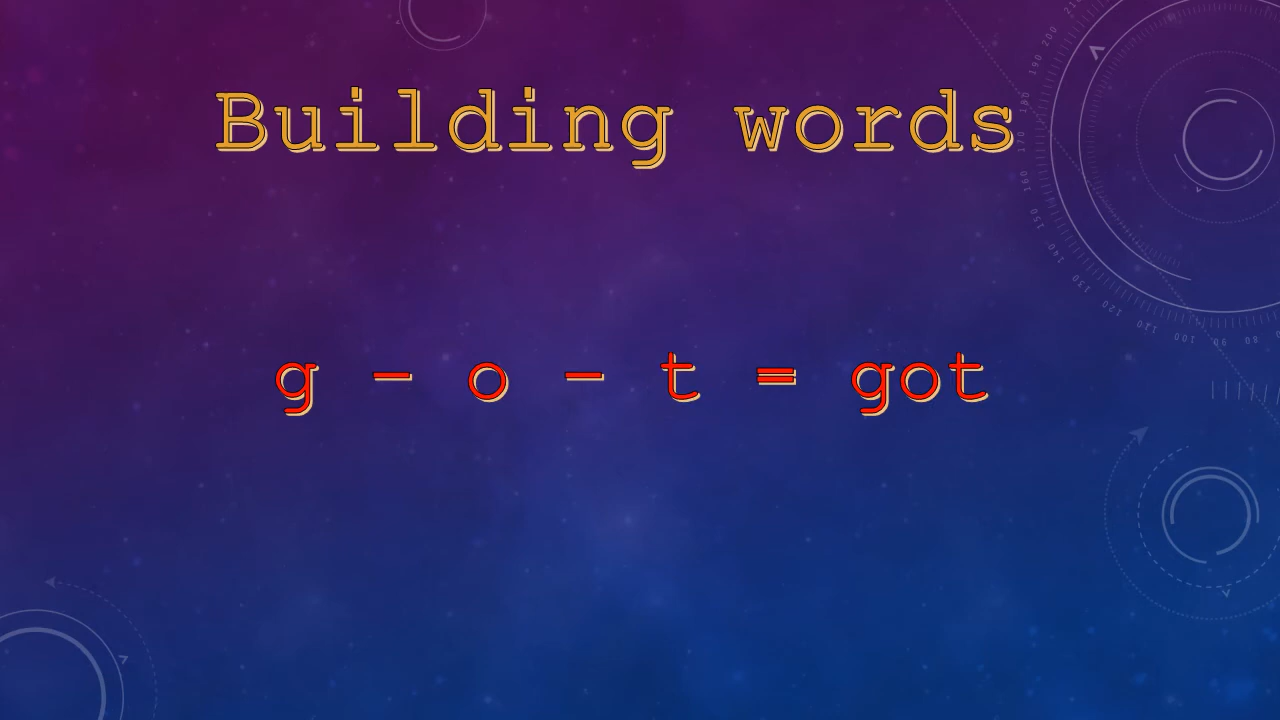 Building words
g - o - t = got